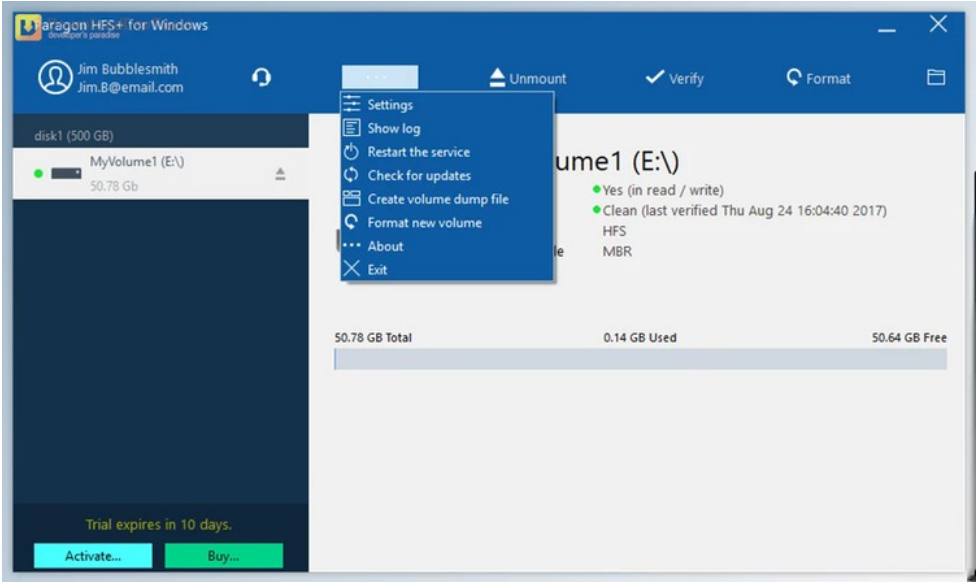 Paragon HFS+ for Windows
developer's paradise
Jim Bubblesmith
Jim.B@email.com
...
Unmount
Verify
Format
disk1 (500 GB)
MyVolume1 (E:\)
50.78 Gb
Settings
Show log
Restart the service
Check for updates
Create volume dump file
Format new volume
About
Exit
ume1 (E:\)
Yes (in read / write)
Clean (last verified Thu Aug 24 16:04:40 2017)
HFS
le MBR
50.78 GB Total 0.14 GB Used 50.64 GB Free
Trial expires in 10 days.
Activate... Buy...